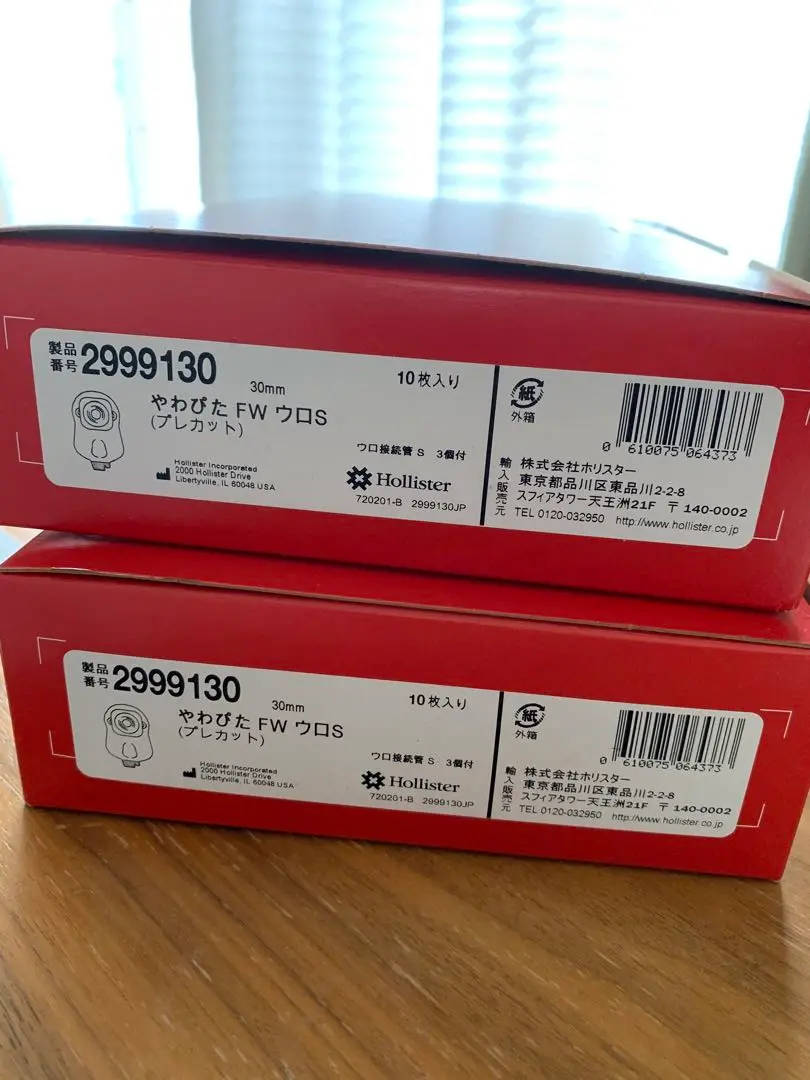 製品番号 2999130
30mm
10枚入り
やわぴた FW ウロS
(プレカット)
ウロ接続管 S 3個付
Hollister Incorporated
2000 Hollister Drive
Libertyville, IL 60048 USA
Hollister
720201-B 2999130JP
紙
外箱
0 610075 064373
輸入販売元
株式会社ホリスター
東京都品川区東品川2-2-8
スフィアタワー天王洲21F 〒140-0002
TEL 0120-032950 http://www.hollister.co.jp
製品番号 2999130
30mm
10枚入り
やわぴた FW ウロS
(プレカット)
ウロ接続管 S 3個付
Hollister Incorporated
2000 Hollister Drive
Libertyville, IL 60048 USA
Hollister
720201-B 2999130JP
紙
外箱
0 610075 064373
輸入販売元
株式会社ホリスター
東京都品川区東品川2-2-8
スフィアタワー天王洲21F 〒140-0002
TEL 0120-032950 http://www.hollister.co.jp